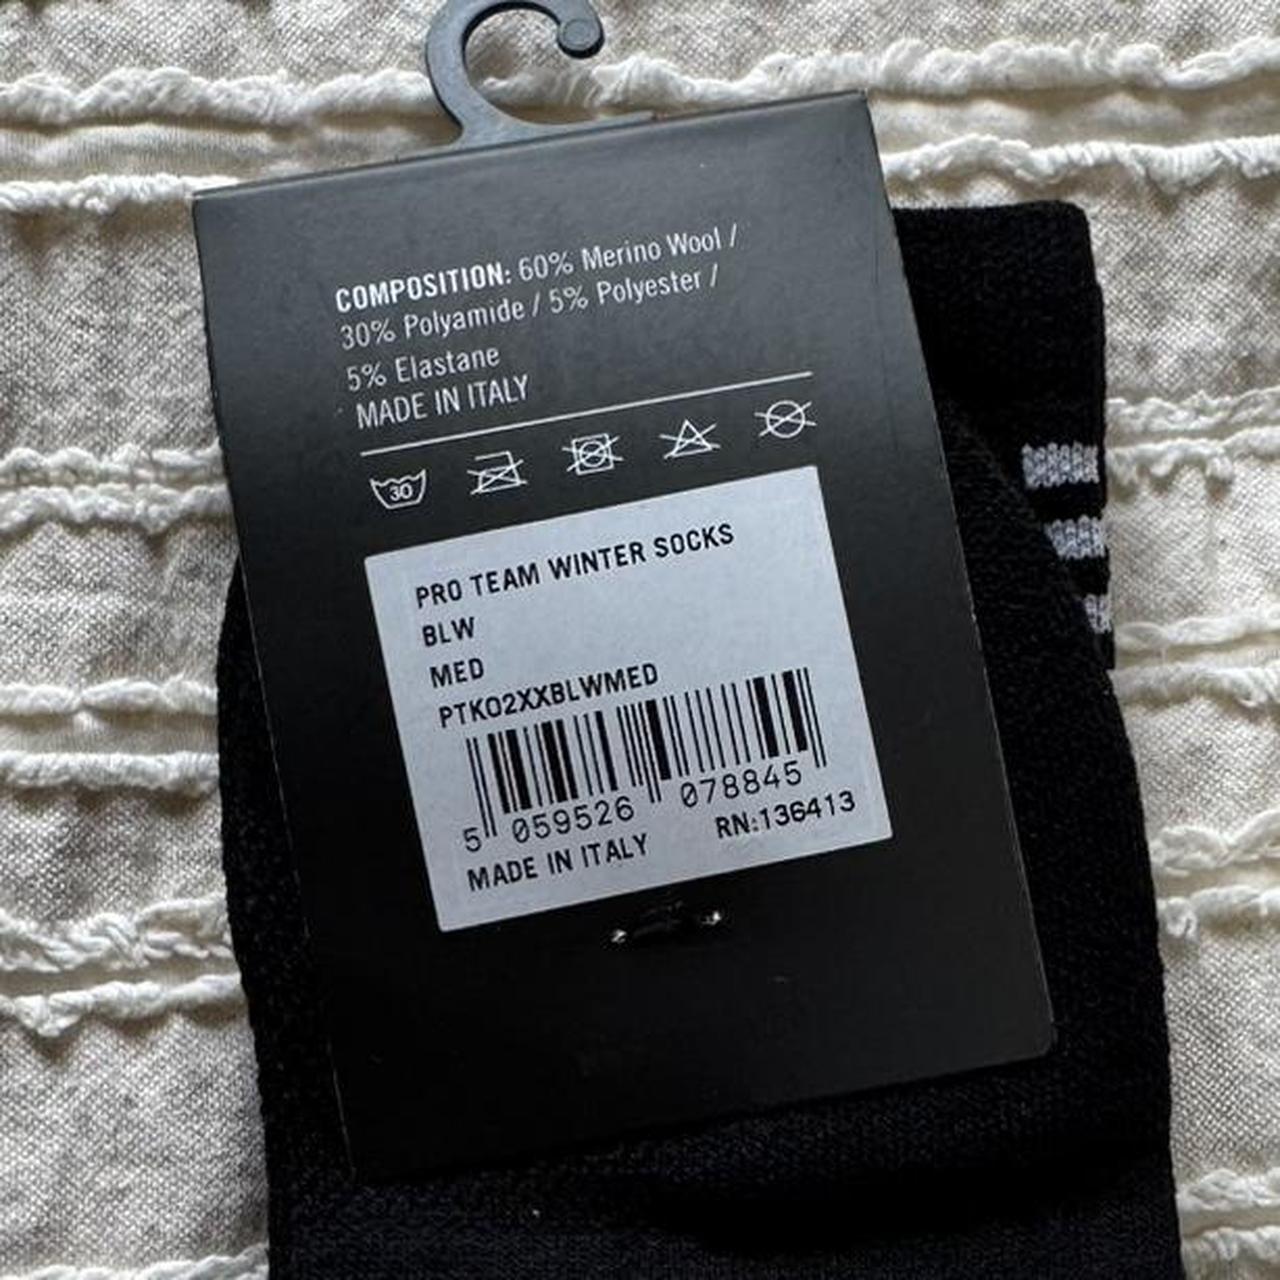 COMPOSITION: 60% Merino Wool /
30% Polyamide / 5% Polyester /
5% Elastane
MADE IN ITALY
30
PRO TEAM WINTER SOCKS
BLW
MED
PTK02XXBLWMED
5 059526 078845
MADE IN ITALY RN:136413